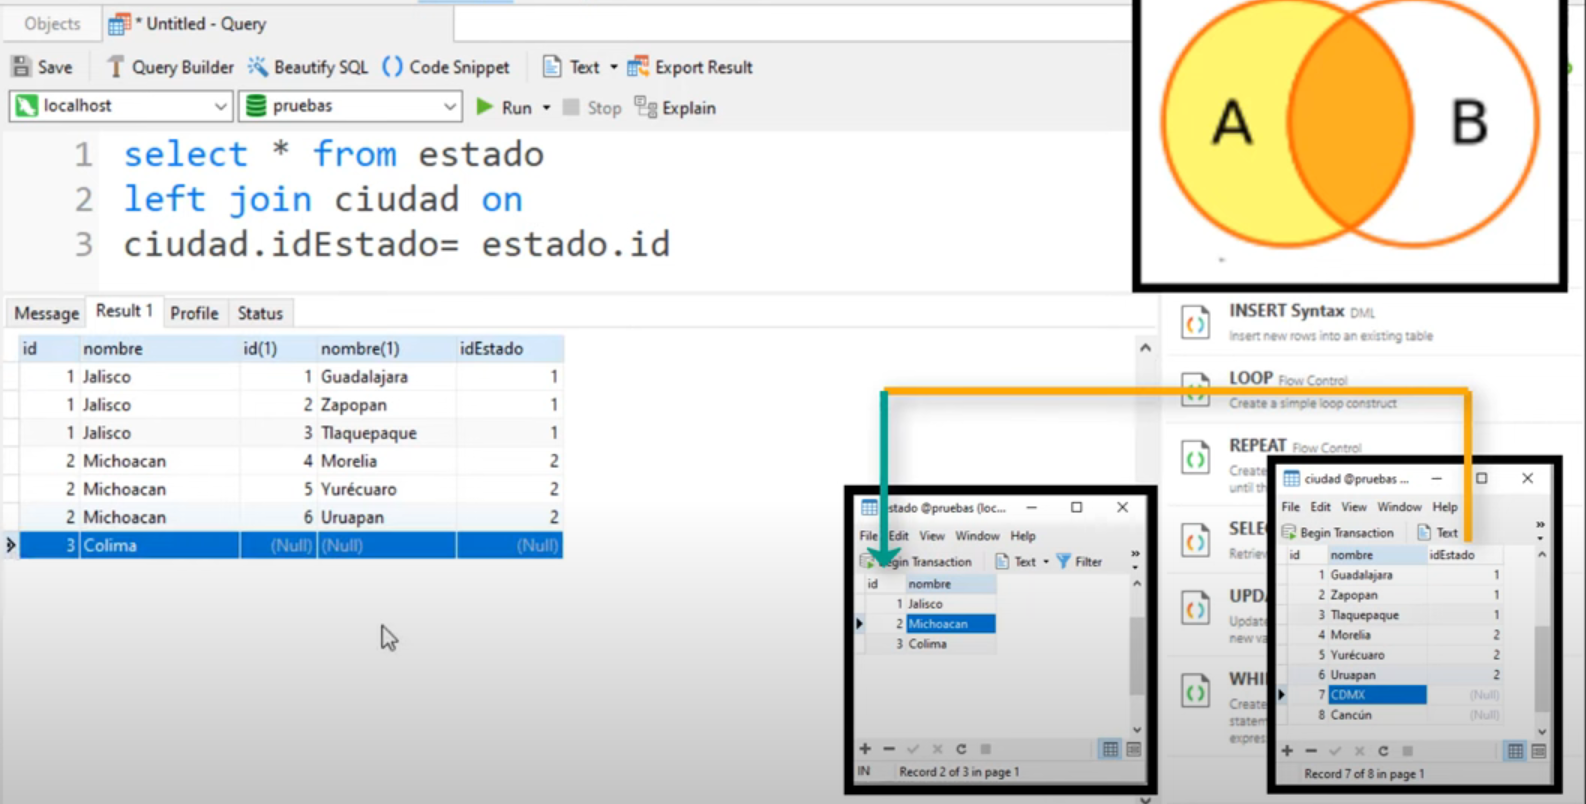 Objects
* Untitled - Query
Save
Query Builder
Beautify SQL
() Code Snippet
Text
Export Result
localhost
pruebas
Run
Stop
Explain
1 select * from estado
2 left join ciudad on
3 ciudad.idEstado= estado.id
A
B
Message Result 1 Profile Status
id nombre id(1) nombre(1) idEstado
1 Jalisco 1 Guadalajara 1
1 Jalisco 2 Zapopan 1
1 Jalisco 3 Tlaquepaque 1
2 Michoacan 4 Morelia 2
2 Michoacan 5 Yurécuaro 2
2 Michoacan 6 Uruapan 2
3 Colima (Null) (Null) (Null)
INSERT Syntax DML
Insert new rows into an existing table
LOOP Flow Control
Create a simple loop construct
REPEAT Flow Control
Create
until th
SELE
Retriev
UPDA
Update
new va
WHI
Create
statem
expres
stado @pruebas (loc...
File Edit View Window Help
egin Transaction Text Filter
id nombre
1 Jalisco
2 Michoacan
3 Colima
IN Record 2 of 3 in page 1
ciudad @pruebas ...
File Edit View Window Help
Begin Transaction Text
id nombre idEstado
1 Guadalajara 1
2 Zapopan 1
3 Tlaquepaque 1
4 Morelia 2
5 Yurécuaro 2
6 Uruapan 2
7 CDMX (Null)
8 Cancún (Null)
Record 7 of 8 in page 1